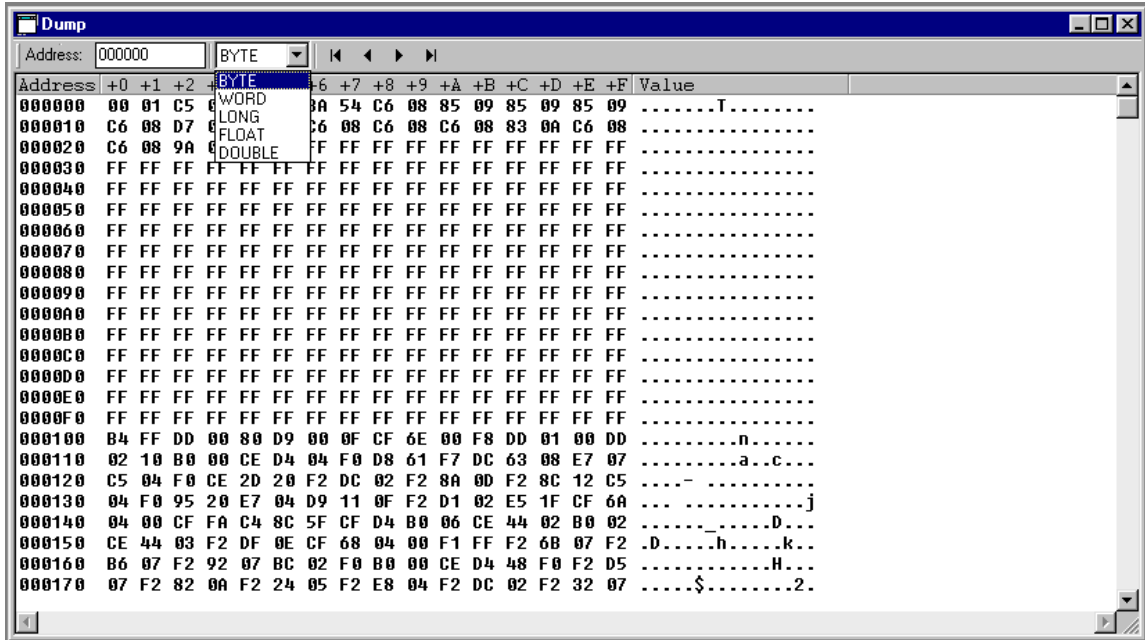 Dump
Address: 000000 BYTE
Address +0 +1 +2 +6 +7 +8 +9 +A +B +C +D +E +F Value
BYTE
WORD
LONG
FLOAT
DOUBLE
000000 00 01 C5 54 C6 08 85 09 85 09 85 09 .......T........
000010 C6 08 D7 08 C6 08 C6 08 83 0A C6 08 ................
000020 C6 08 9A FF FF FF FF FF FF FF FF FF ................
000030 FF FF FF FF FF FF FF FF FF FF FF FF FF FF FF FF ................
000040 FF FF FF FF FF FF FF FF FF FF FF FF FF FF FF FF ................
000050 FF FF FF FF FF FF FF FF FF FF FF FF FF FF FF FF ................
000060 FF FF FF FF FF FF FF FF FF FF FF FF FF FF FF FF ................
000070 FF FF FF FF FF FF FF FF FF FF FF FF FF FF FF FF ................
000080 FF FF FF FF FF FF FF FF FF FF FF FF FF FF FF FF ................
000090 FF FF FF FF FF FF FF FF FF FF FF FF FF FF FF FF ................
0000A0 FF FF FF FF FF FF FF FF FF FF FF FF FF FF FF FF ................
0000B0 FF FF FF FF FF FF FF FF FF FF FF FF FF FF FF FF ................
0000C0 FF FF FF FF FF FF FF FF FF FF FF FF FF FF FF FF ................
0000D0 FF FF FF FF FF FF FF FF FF FF FF FF FF FF FF FF ................
0000E0 FF FF FF FF FF FF FF FF FF FF FF FF FF FF FF FF ................
0000F0 FF FF FF FF FF FF FF FF FF FF FF FF FF FF FF FF ................
000100 B4 FF DD 00 80 D9 00 0F CF 6E 00 F8 DD 01 00 DD .........n......
000110 02 10 B0 00 CE D4 04 F0 D8 61 F7 DC 63 08 E7 07 .........a..c...
000120 C5 04 F0 CE 2D 20 F2 DC 02 F2 8A 0D F2 8C 12 C5 ....- ..........
000130 04 F0 95 20 E7 04 D9 11 0F F2 D1 02 E5 1F CF 6A ... ...........j
000140 04 00 CF FA C4 8C 5F CF D4 B0 06 CE 44 02 B0 02 ......_.....D...
000150 CE 44 03 F2 DF 0E CF 68 04 00 F1 FF F2 6B 07 F2 .D.....h.....k..
000160 B6 07 F2 92 07 BC 02 F0 B0 00 CE D4 48 F0 F2 D5 ............H...
000170 07 F2 82 0A F2 24 05 F2 E8 04 F2 DC 02 F2 32 07 .....$........2.